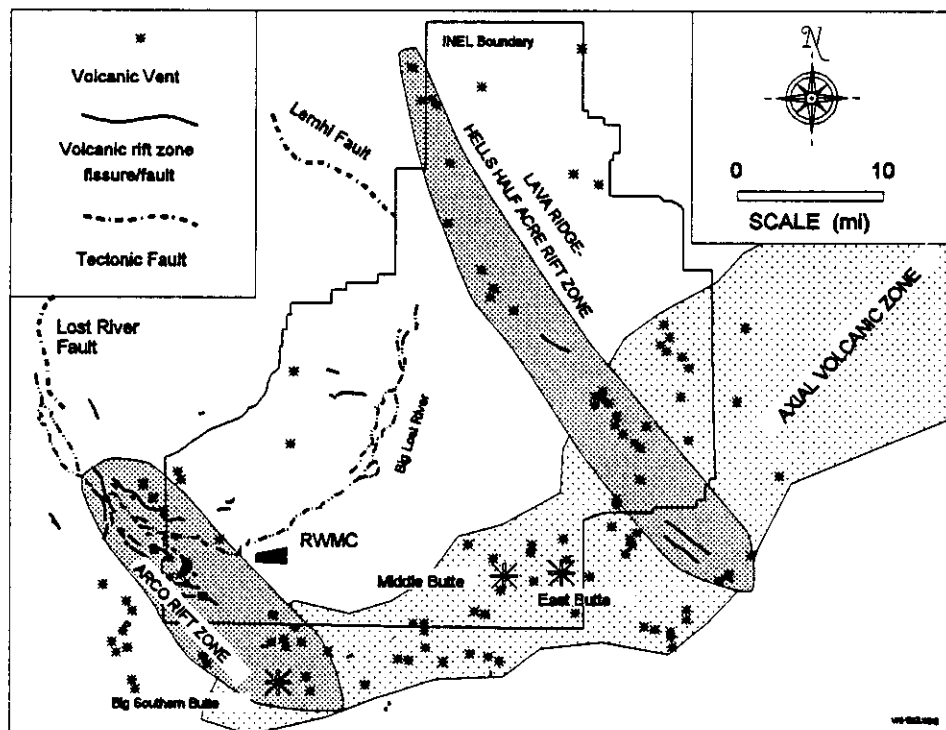 Volcanic Vent
Volcanic rift zone
fissure/fault
Tectonic Fault
INEL Boundary
N
0 10
SCALE (mi)
Lemhi Fault
LAVA RIDGE-
HELLS HALF ACRE RIFT ZONE
AXIAL VOLCANIC ZONE
Lost River
Fault
Big Lost River
RWMC
Middle Butte
East Butte
ARCO RIFT ZONE
Big Southern Butte